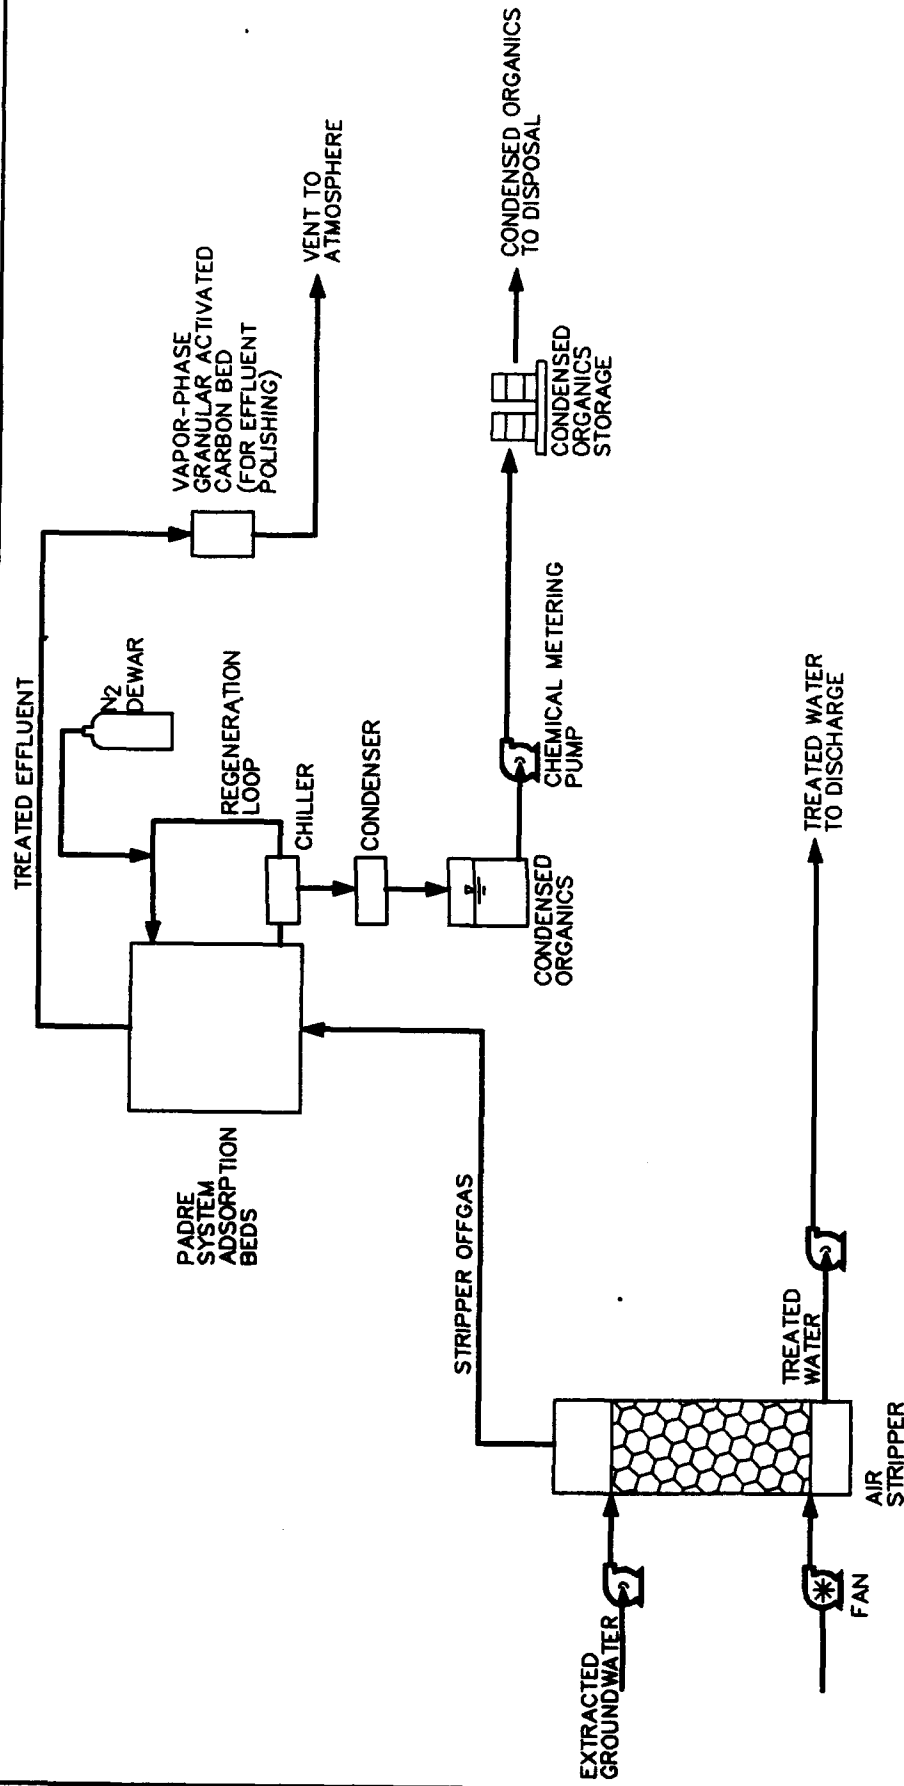 TREATED EFFLUENT
N2
DEWAR
VAPOR-PHASE
GRANULAR ACTIVATED
CARBON BED
(FOR EFFLUENT
POLISHING)
VENT TO
ATMOSPHERE
PADRE
SYSTEM
ADSORPTION
BEDS
REGENERATION
LOOP
CHILLER
CONDENSER
CONDENSED
ORGANICS
CHEMICAL METERING
PUMP
CONDENSED
ORGANICS
STORAGE
CONDENSED ORGANICS
TO DISPOSAL
STRIPPER OFFGAS
EXTRACTED
GROUNDWATER
FAN
AIR
STRIPPER
TREATED
WATER
TREATED WATER
TO DISCHARGE